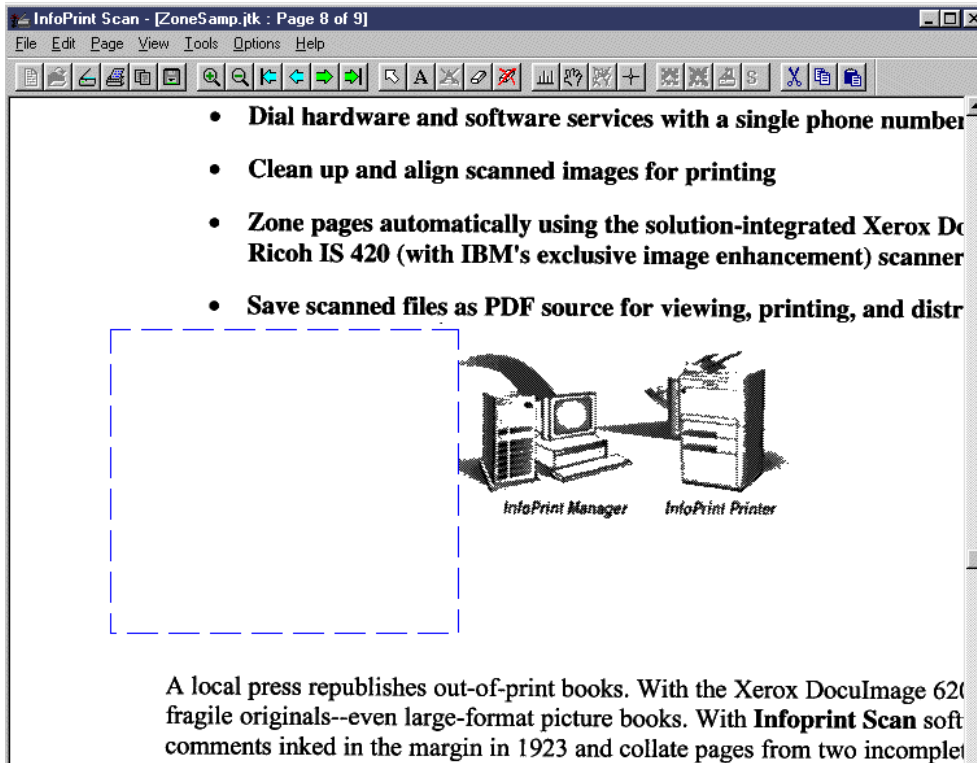 InfoPrint Scan - [ZoneSamp.jtk : Page 8 of 9]
File Edit Page View Tools Options Help
A S
• Dial hardware and software services with a single phone number
• Clean up and align scanned images for printing
• Zone pages automatically using the solution-integrated Xerox Do
Ricoh IS 420 (with IBM's exclusive image enhancement) scanner
• Save scanned files as PDF source for viewing, printing, and distr
InfoPrint Manager InfoPrint Printer
A local press republishes out-of-print books. With the Xerox DocuImage 620
fragile originals--even large-format picture books. With Infoprint Scan soft
comments inked in the margin in 1923 and collate pages from two incomplet